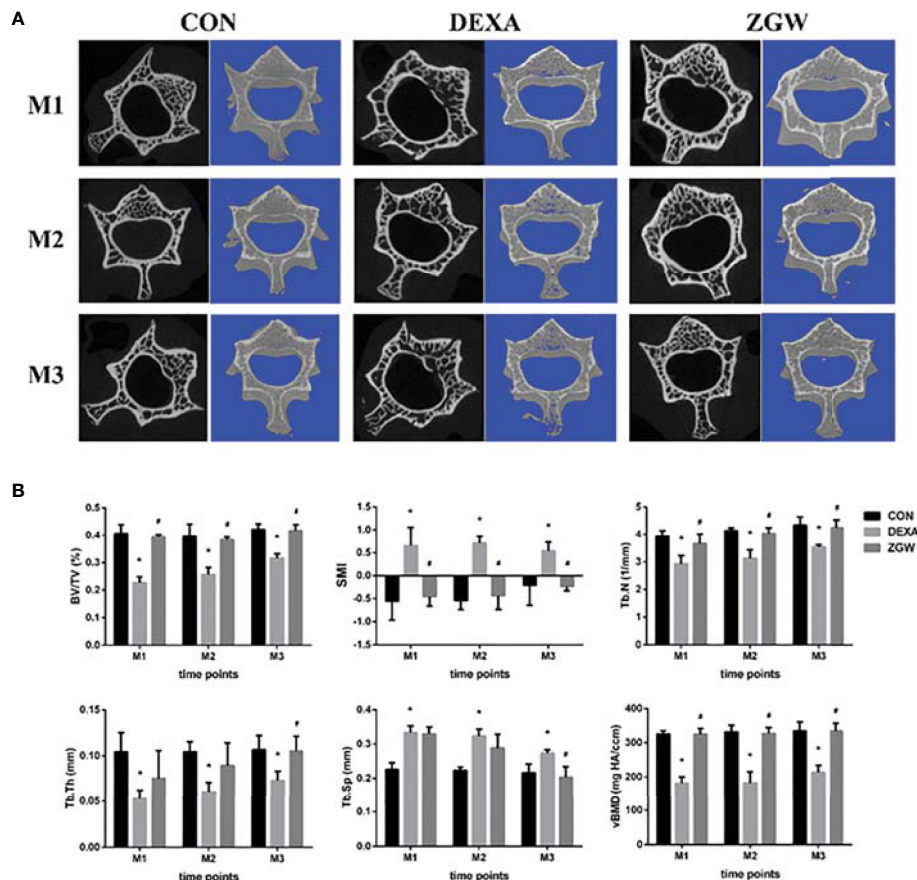 A
CON DEXA ZGW
M1
M2
M3
B
BV/TV (%)
0.5
0.4
0.3
0.2
0.1
0.0
* # * # * #
M1 M2 M3
time points
SMI
1.5
1.0
0.5
0.0
-0.5
-1.0
-1.5
* # * # * #
M1 M2 M3
time points
Tb.N (1/mm)
5
4
3
2
1
0
* # * # * #
M1 M2 M3
time points
CON
DEXA
ZGW
Tb.Th (mm)
0.15
0.10
0.05
0.00
* * * #
M1 M2 M3
time points
Tb.Sp (mm)
0.4
0.3
0.2
0.1
0.0
* * * #
M1 M2 M3
time points
vBMD (mg HA/ccm)
400
300
200
100
0
* # * # * #
M1 M2 M3
time points